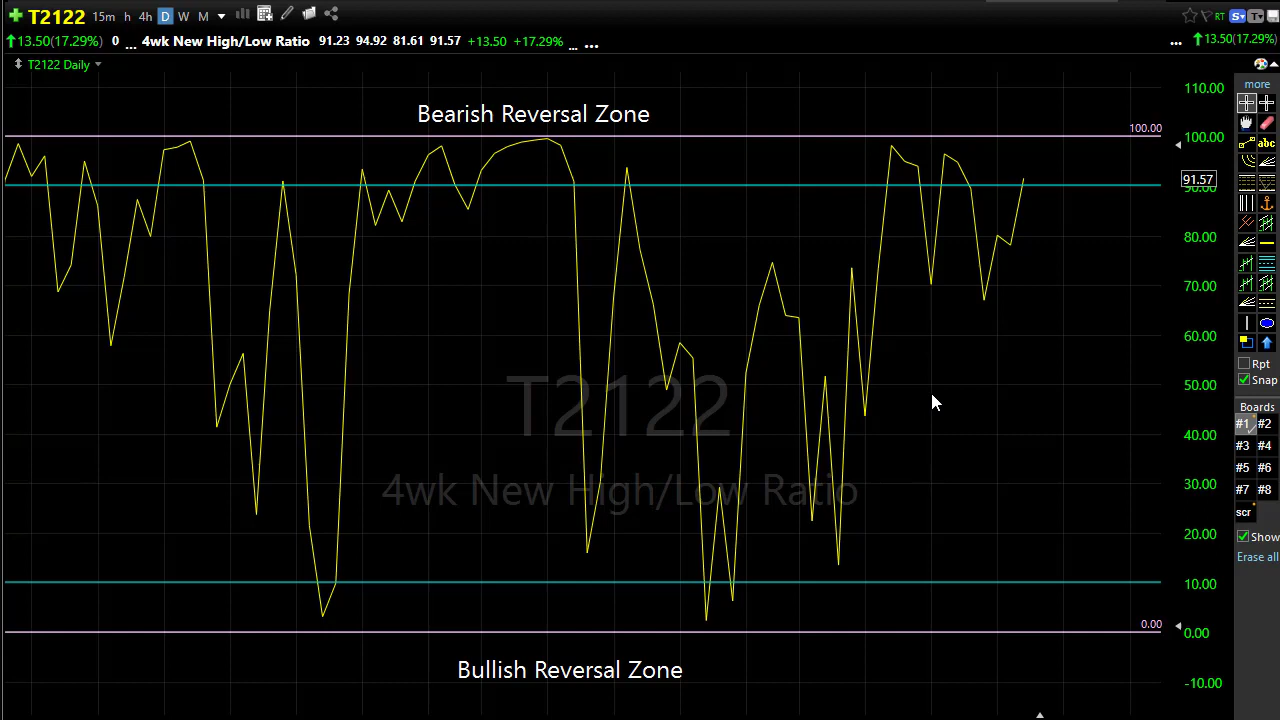 T2122 15m h 4h D W M RT S T
13.50(17.29%) 0 ... 4wk New High/Low Ratio 91.23 94.92 81.61 91.57 +13.50 +17.29% ... ... ... 13.50(17.29%)
T2122 Daily
more
110.00
Bearish Reversal Zone
100.00
100.00
abc
91.57
90.00
80.00
70.00
60.00
Rpt
Snap
50.00
T2122
Boards
#1 #2
40.00
#3 #4
#5 #6
4wk New High/Low Ratio
30.00
#7 #8
scr
20.00
Show
Erase all
10.00
0.00
0.00
Bullish Reversal Zone
-10.00